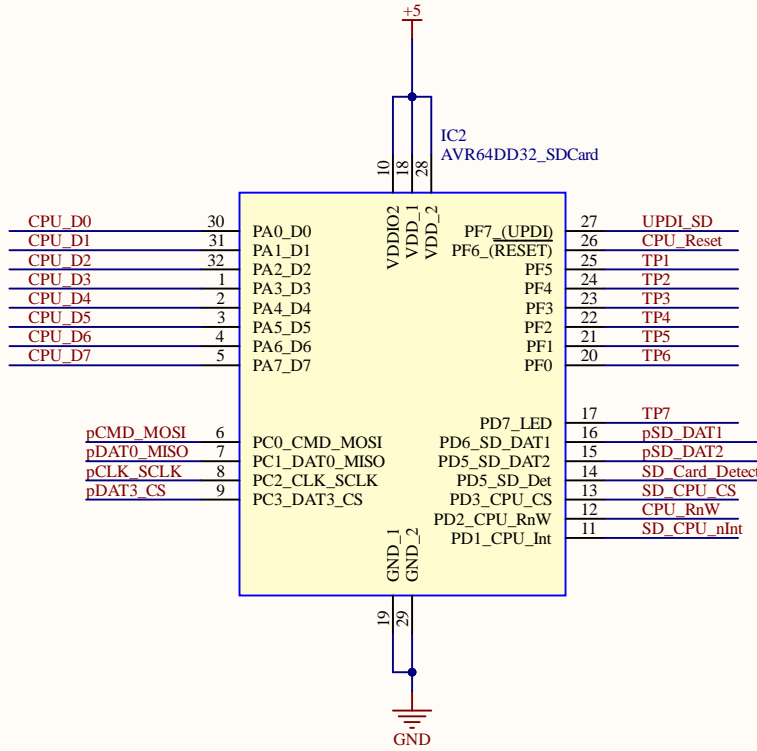 +5
IC2
AVR64DD32_SDCard
10
18
28
VDDIO2
VDD_1
VDD_2
CPU_D0 30 PA0_D0
CPU_D1 31 PA1_D1
CPU_D2 32 PA2_D2
CPU_D3 1 PA3_D3
CPU_D4 2 PA4_D4
CPU_D5 3 PA5_D5
CPU_D6 4 PA6_D6
CPU_D7 5 PA7_D7
pCMD_MOSI 6 PC0_CMD_MOSI
pDAT0_MISO 7 PC1_DAT0_MISO
pCLK_SCLK 8 PC2_CLK_SCLK
pDAT3_CS 9 PC3_DAT3_CS
PF7_(UPDI) 27 UPDI_SD
PF6_(RESET) 26 CPU_Reset
PF5 25 TP1
PF4 24 TP2
PF3 23 TP3
PF2 22 TP4
PF1 21 TP5
PF0 20 TP6
PD7_LED 17 TP7
PD6_SD_DAT1 16 pSD_DAT1
PD5_SD_DAT2 15 pSD_DAT2
PD5_SD_Det 14 SD_Card_Detect
PD3_CPU_CS 13 SD_CPU_CS
PD2_CPU_RnW 12 CPU_RnW
PD1_CPU_Int 11 SD_CPU_nInt
GND_1
GND_2
19
29
GND